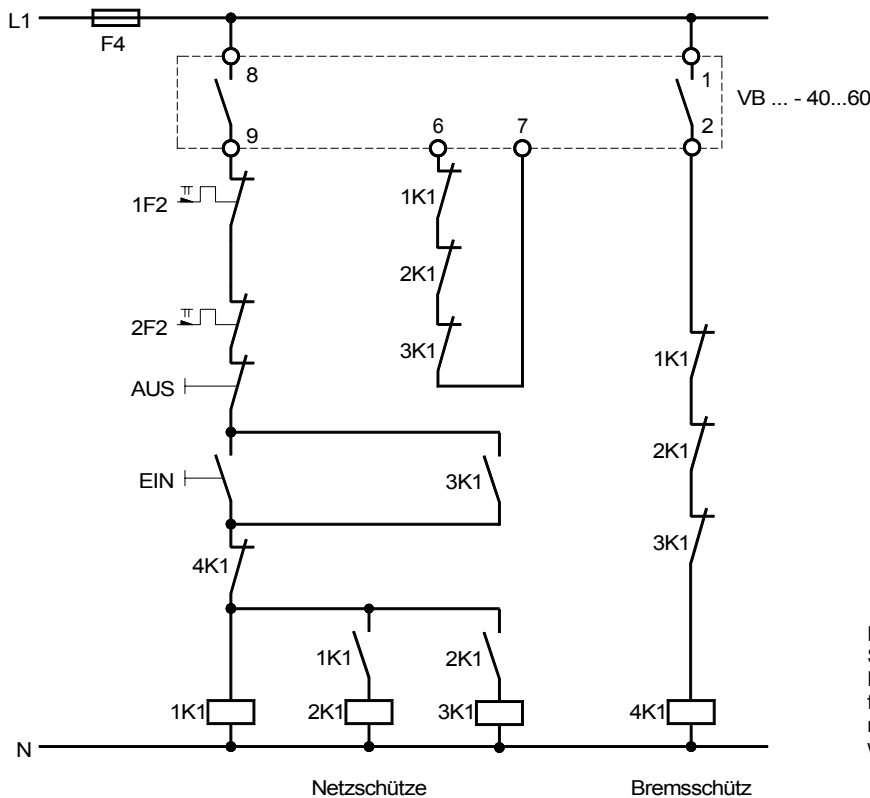 L1
F4
8
1
VB ... - 40...60
9
6
7
2
1F2
1K1
2K1
2F2
3K1
1K1
AUS
2K1
EIN
3K1
3K1
4K1
1K1
2K1
1K1
2K1
3K1
4K1
N
Netzschütze
Bremsschütz